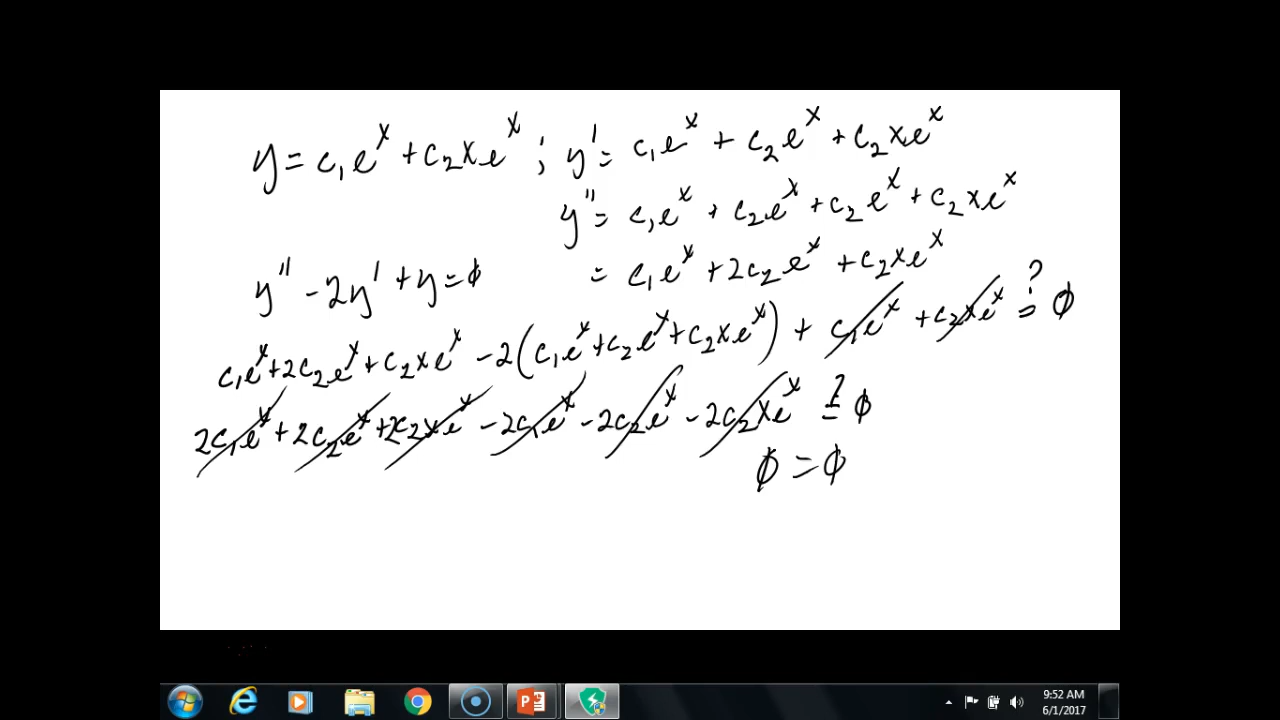 y = c₁eˣ + c₂xeˣ ; y' = c₁eˣ + c₂eˣ + c₂xeˣ
y'' = c₁eˣ + c₂eˣ + c₂eˣ + c₂xeˣ
= c₁eˣ + 2c₂eˣ + c₂xeˣ
y'' - 2y' + y = ϕ
c₁eˣ + 2c₂eˣ + c₂xeˣ - 2(c₁eˣ + c₂eˣ + c₂xeˣ) + c₁eˣ + c₂xeˣ ≟ ϕ
2c₁eˣ + 2c₂eˣ + 2c₂xeˣ - 2c₁eˣ - 2c₂eˣ - 2c₂xeˣ ≟ ϕ
ϕ = ϕ
9:52 AM
6/1/2017